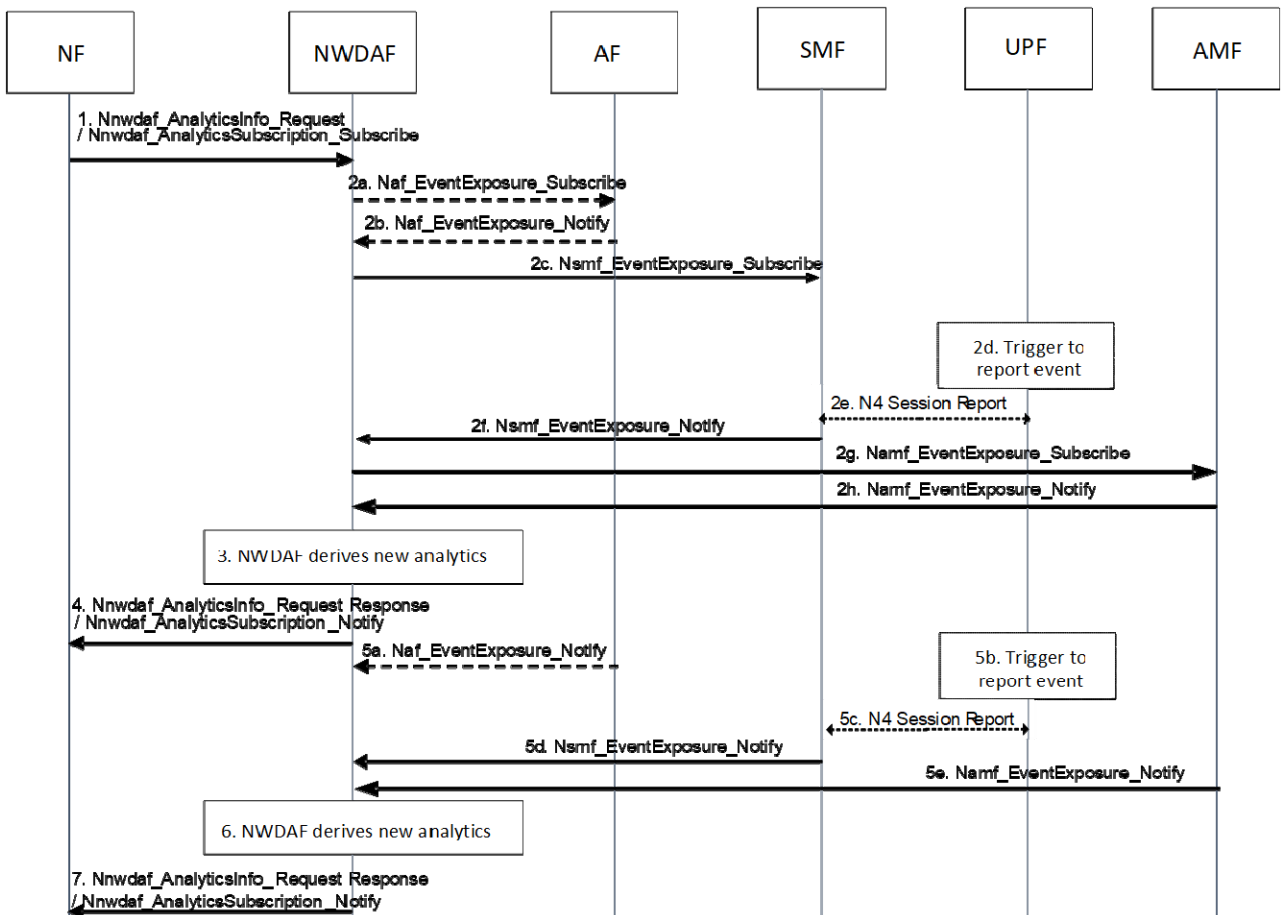 NF
NWDAF
AF
SMF
UPF
AMF
1. Nnwdaf_AnalyticsInfo_Request
/ Nnwdaf_AnalyticsSubscription_Subscribe
2a. Naf_EventExposure_Subscribe
2b. Naf_EventExposure_Notify
2c. Nsmf_EventExposure_Subscribe
2d. Trigger to
report event
2e. N4 Session Report
2f. Nsmf_EventExposure_Notify
2g. Namf_EventExposure_Subscribe
2h. Namf_EventExposure_Notify
3. NWDAF derives new analytics
4. Nnwdaf_AnalyticsInfo_Request Response
/ Nnwdaf_AnalyticsSubscription_Notify
5a. Naf_EventExposure_Notify
5b. Trigger to
report event
5c. N4 Session Report
5d. Nsmf_EventExposure_Notify
5e. Namf_EventExposure_Notify
6. NWDAF derives new analytics
7. Nnwdaf_AnalyticsInfo_Request Response
/ Nnwdaf_AnalyticsSubscription_Notify